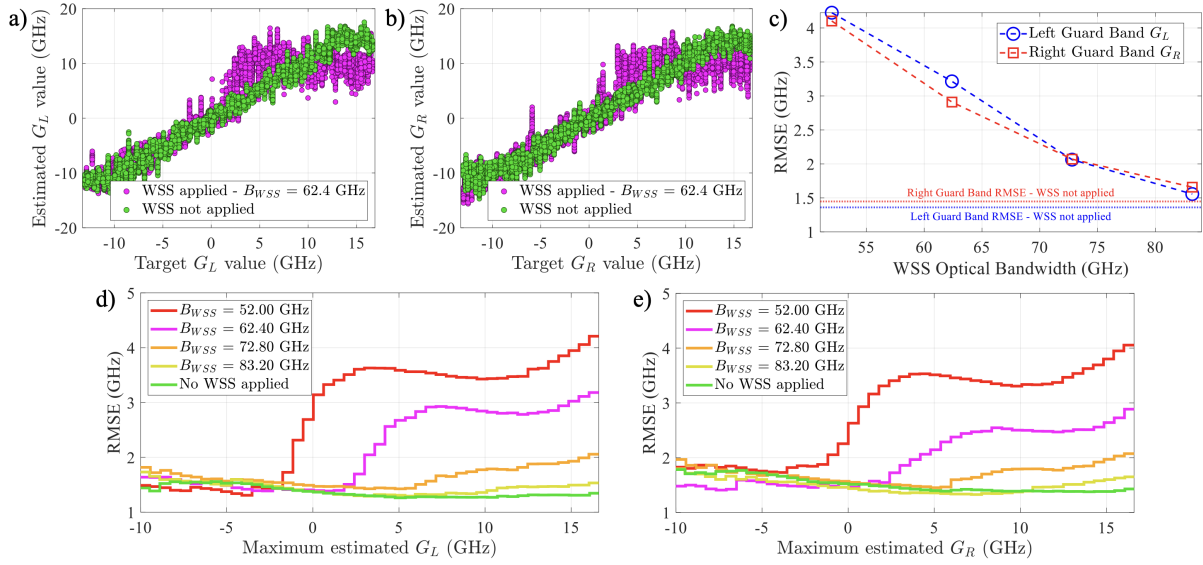 a)
20
10
0
-10
-20
Estimated G_L value (GHz)
WSS applied - B_WSS = 62.4 GHz
WSS not applied
-10
-5
0
5
10
15
Target G_L value (GHz)
b)
20
10
0
-10
-20
Estimated G_R value (GHz)
WSS applied - B_WSS = 62.4 GHz
WSS not applied
-10
-5
0
5
10
15
Target G_R value (GHz)
c)
4
3.5
3
2.5
2
1.5
1
RMSE (GHz)
Left Guard Band G_L
Right Guard Band G_R
Right Guard Band RMSE - WSS not applied
Left Guard Band RMSE - WSS not applied
55
60
65
70
75
80
WSS Optical Bandwidth (GHz)
d)
5
4
3
2
1
RMSE (GHz)
B_WSS = 52.00 GHz
B_WSS = 62.40 GHz
B_WSS = 72.80 GHz
B_WSS = 83.20 GHz
No WSS applied
-10
-5
0
5
10
15
Maximum estimated G_L (GHz)
e)
5
4
3
2
1
RMSE (GHz)
B_WSS = 52.00 GHz
B_WSS = 62.40 GHz
B_WSS = 72.80 GHz
B_WSS = 83.20 GHz
No WSS applied
-10
-5
0
5
10
15
Maximum estimated G_R (GHz)